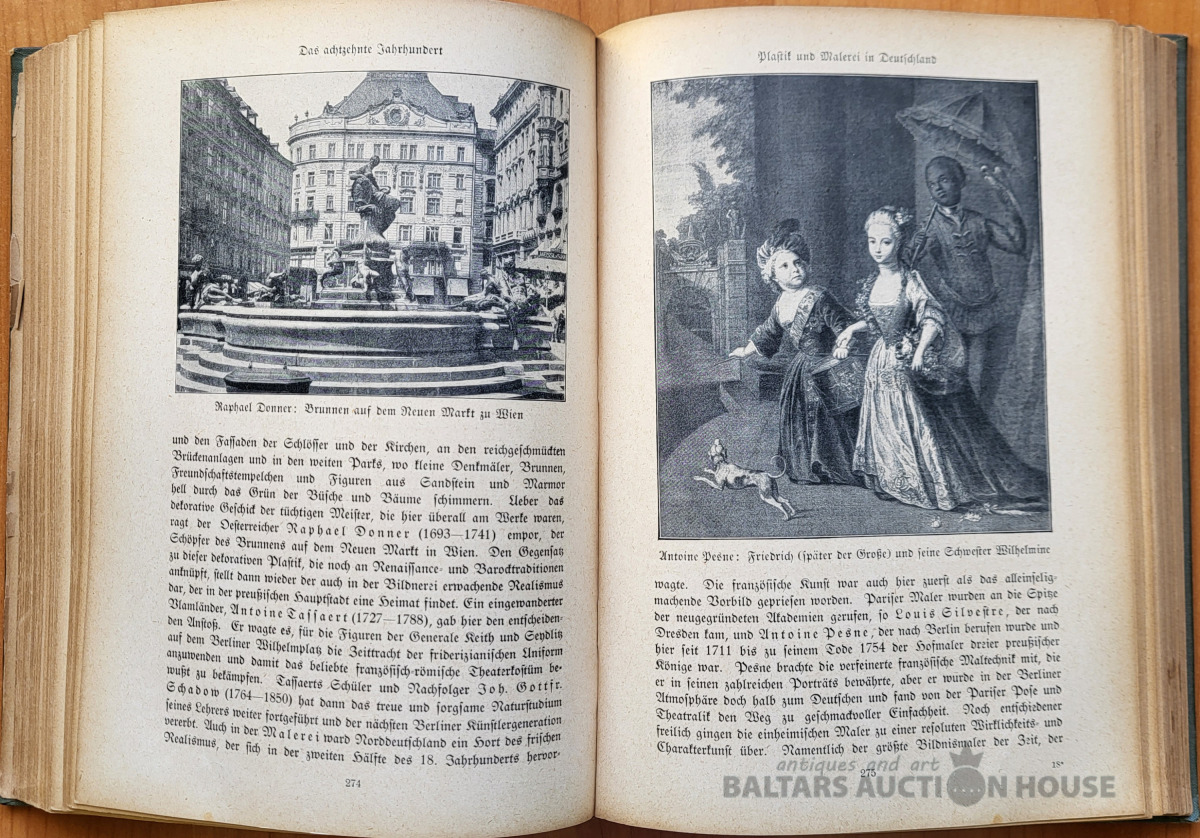 Das achtzehnte Jahrhundert
Raphael Donner: Brunnen auf dem Neuen Markt zu Wien
und den Fassaden der Schlösser und der Kirchen, an den reichgeschmückten
Brückenanlagen und in den weiten Parks, wo kleine Denkmäler, Brunnen,
Freundschaftstempelchen und Figuren aus Sandstein und Marmor
hell durch das Grün der Büsche und Bäume schimmern. Ueber das
dekorative Geschick der tüchtigen Meister, die hier überall am Werke waren,
ragt der Oesterreicher Raphael Donner (1693—1741) empor, der
Schöpfer des Brunnens auf dem Neuen Markt in Wien. Den Gegensatz
zu dieser dekorativen Plastik, die noch an Renaissance- und Barocktraditionen
anknüpft, stellt dann wieder der auch in der Bildnerei erwachende Realismus
dar, der in der preußischen Hauptstadt eine Heimat findet. Ein eingewanderter
Vlamländer, Antoine Tassaert (1727—1788), gab hier den entscheiden-
den Anstoß. Er wagte es, für die Figuren der Generale Keith und Seydlitz
auf dem Berliner Wilhelmplatz die Zeittracht der friderizianischen Uniform
anzuwenden und damit das beliebte französisch-römische Theaterkostüm be-
wußt zu bekämpfen. Tassaerts Schüler und Nachfolger Joh. Gottfr.
Schadow (1764—1850) hat dann das treue und sorgsame Naturstudium
seines Lehrers weiter fortgeführt und der nächsten Berliner Künstlergeneration
vererbt. Auch in der Malerei ward Norddeutschland ein Hort des frischen
Realismus, der sich in der zweiten Hälfte des 18. Jahrhunderts hervor-
274
Plastik und Malerei in Deutschland
Antoine Pesne: Friedrich (später der Große) und seine Schwester Wilhelmine
wagte. Die französische Kunst war auch hier zuerst als das alleinselig-
machende Vorbild gepriesen worden. Pariser Maler wurden an die Spitze
der neugegründeten Akademien gerufen, so Louis Silvestre, der nach
Dresden kam, und Antoine Pesne, der nach Berlin berufen wurde und
hier seit 1711 bis zu seinem Tode 1754 der Hofmaler dreier preußischer
Könige war. Pesne brachte die verfeinerte französische Maltechnik mit, die
er in seinen zahlreichen Porträts bewährte, aber er wurde in der Berliner
Atmosphäre doch halb zum Deutschen und fand von der Pariser Pose und
Theatralik den Weg zu geschmackvoller Einfachheit. Noch entschiedener
freilich gingen die einheimischen Maler zu einer resoluten Wirklichkeits- und
Charakterkunst über. Namentlich der größte Bildnismaler der Zeit, der
18*
275
antiques and art
BALTARS AUCTION HOUSE